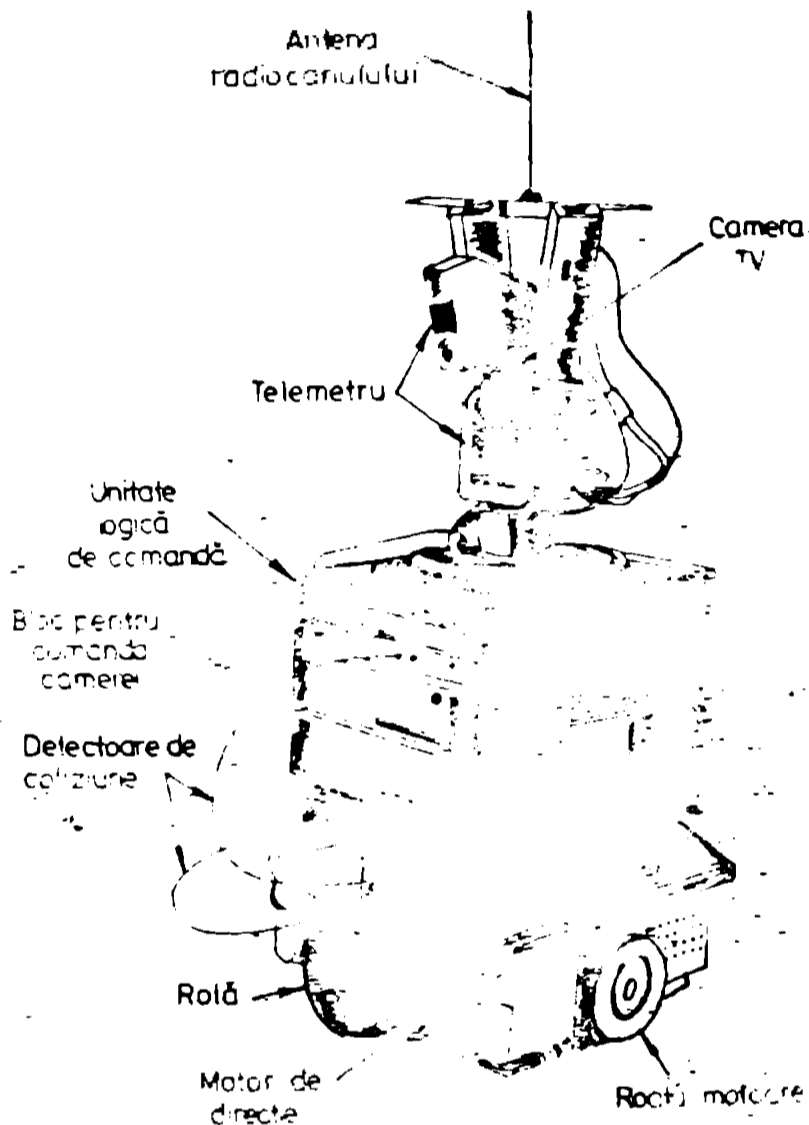 Antena
radiocanalului
Camera
TV
Telemetru
Unitate
logică
de comandă
Bloc pentru
comanda
camerei
Detectoare de
coliziune
Rolă
Motor de
directe
Roată motoare